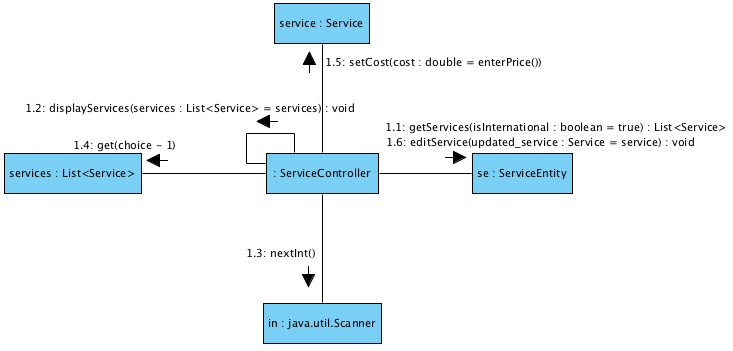 service : Service
1.5: setCost(cost : double = enterPrice())
1.2: displayServices(services : List<Service> = services) : void
1.1: getServices(isInternational : boolean = true) : List<Service>
1.4: get(choice - 1)
1.6: editService(updated_service : Service = service) : void
services : List<Service>
: ServiceController
se : ServiceEntity
1.3: nextInt()
in : java.util.Scanner